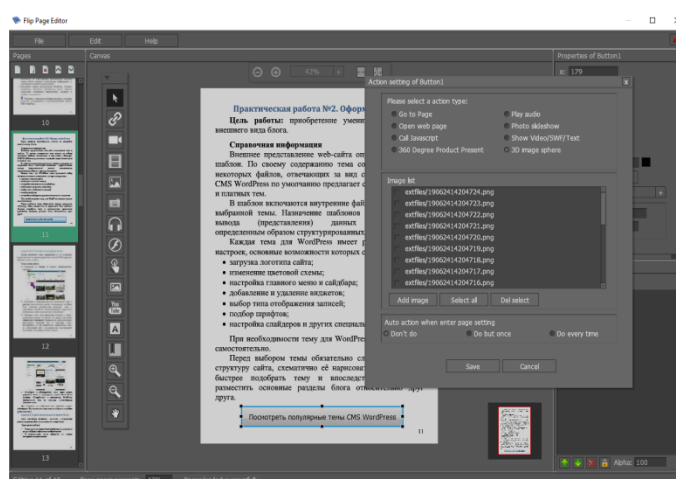 Flip Page Editor
File Edit Help
Pages
Canvas
Properties of Button1
42%
x: 179
10
11
12
13
Практическая работа №2. Оформ
Цель работы: приобретение умени
внешнего вида блога.
Справочная информация
Внешнее представление web-сайта оп
шаблон. По своему содержанию тема со
некоторых файлов, отвечающих за вид с
CMS WordPress по умолчанию предлагает с
и платных тем.
В шаблон включаются внутренние фай
выбранной темы. Назначение шаблонов
вывода (представления) данных
определенным образом структурированных.
Каждая тема для WordPress имеет р
настроек, основные возможности которых с
• загрузка логотипа сайта;
• изменение цветовой схемы;
• настройка главного меню и сайдбара;
• добавление и удаление виджетов;
• выбор типа отображения записей;
• подбор шрифтов;
• настройка слайдеров и других специаль
При необходимости тему для WordPre
самостоятельно.
Перед выбором темы обязательно сл
структуру сайта, схематично её нарисоват
быстрее подобрать тему и впоследст
разместить основные разделы блога относительно друг
друга.
Посмотреть популярные темы CMS WordPress
11
Action setting of Button1
x
Please select a action type:
Go to Page
Play audio
Open web page
Photo slideshow
Call Javascript
Show Video/SWF/Text
360 Degree Product Present
3D image sphere
Image list
extfiles/19062414204724.png
extfiles/19062414204723.png
extfiles/19062414204722.png
extfiles/19062414204721.png
extfiles/19062414204719.png
extfiles/19062414204718.png
extfiles/19062414204717.png
extfiles/19062414204716.png
Add image Select all Del select
Auto action when enter page setting
Don't do Do but once Do every time
Save Cancel
You
Tube
A
Alpha: 100